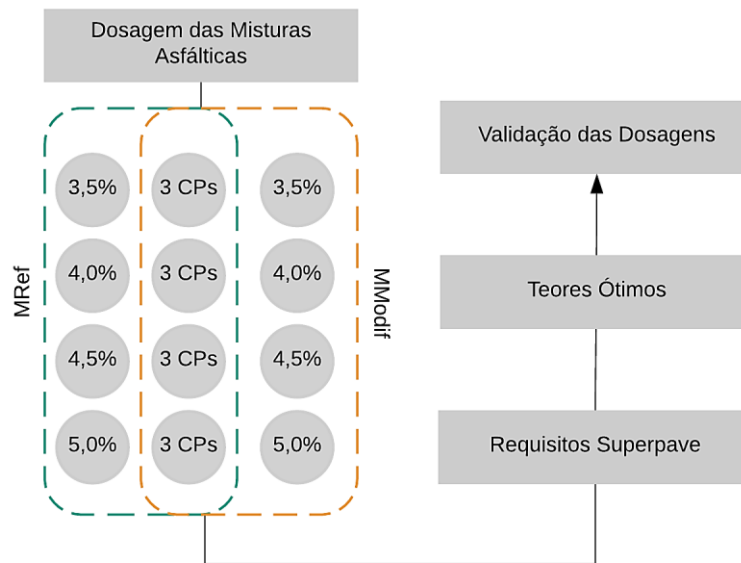 Dosagem das Misturas
Asfálticas
MRef
3,5% 3 CPs 3,5%
4,0% 3 CPs 4,0%
4,5% 3 CPs 4,5%
5,0% 3 CPs 5,0%
MModif
Validação das Dosagens
Teores Ótimos
Requisitos Superpave